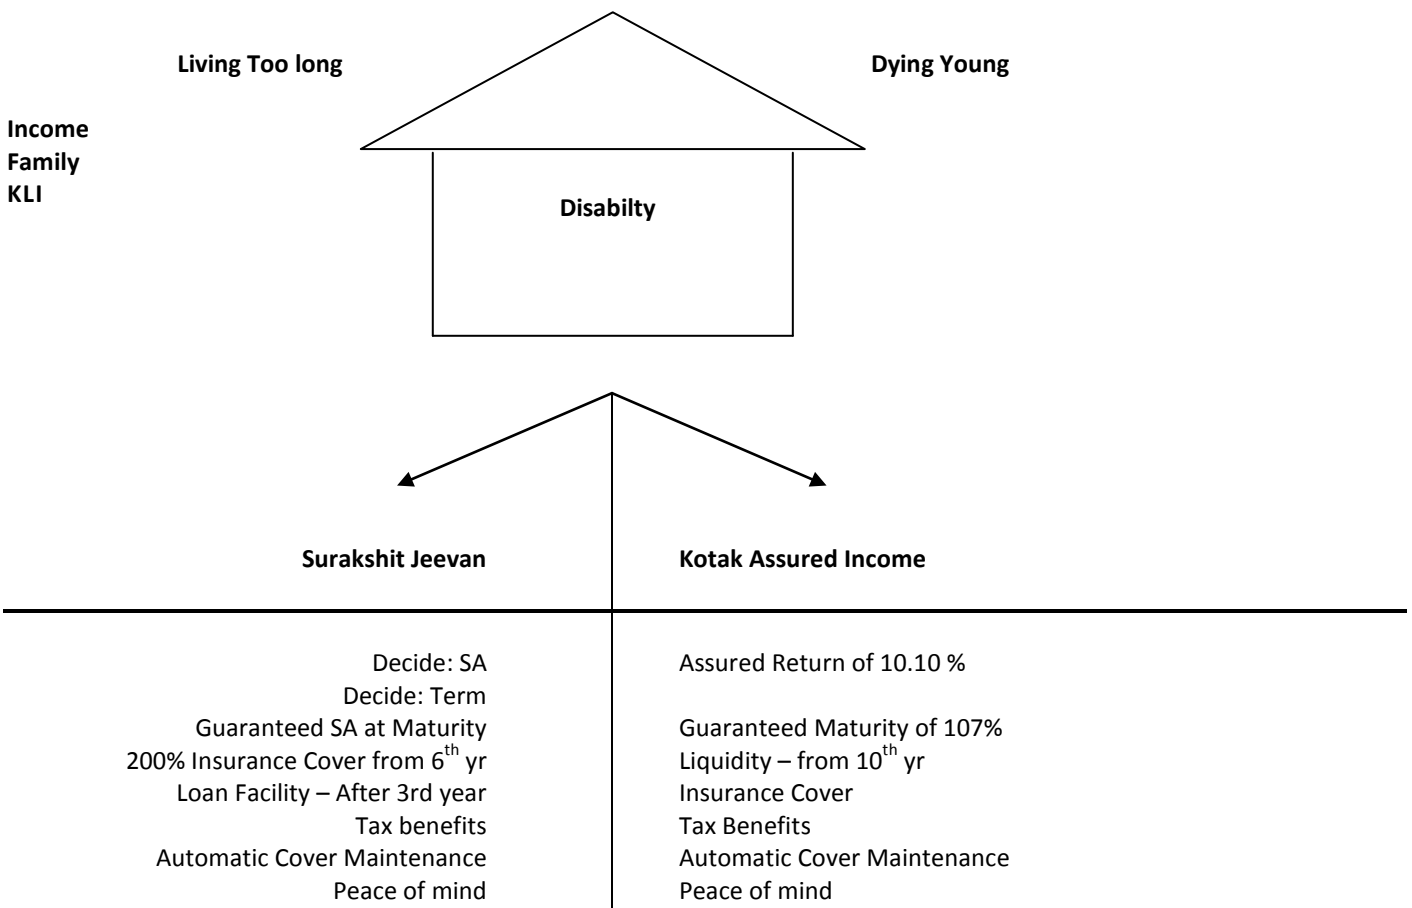 Living Too long
Dying Young
Income
Family
KLI
Disabilty
Surakshit Jeevan
Kotak Assured Income
Decide: SA
Decide: Term
Guaranteed SA at Maturity
200% Insurance Cover from 6th yr
Loan Facility – After 3rd year
Tax benefits
Automatic Cover Maintenance
Peace of mind
Assured Return of 10.10 %
Guaranteed Maturity of 107%
Liquidity – from 10th yr
Insurance Cover
Tax Benefits
Automatic Cover Maintenance
Peace of mind